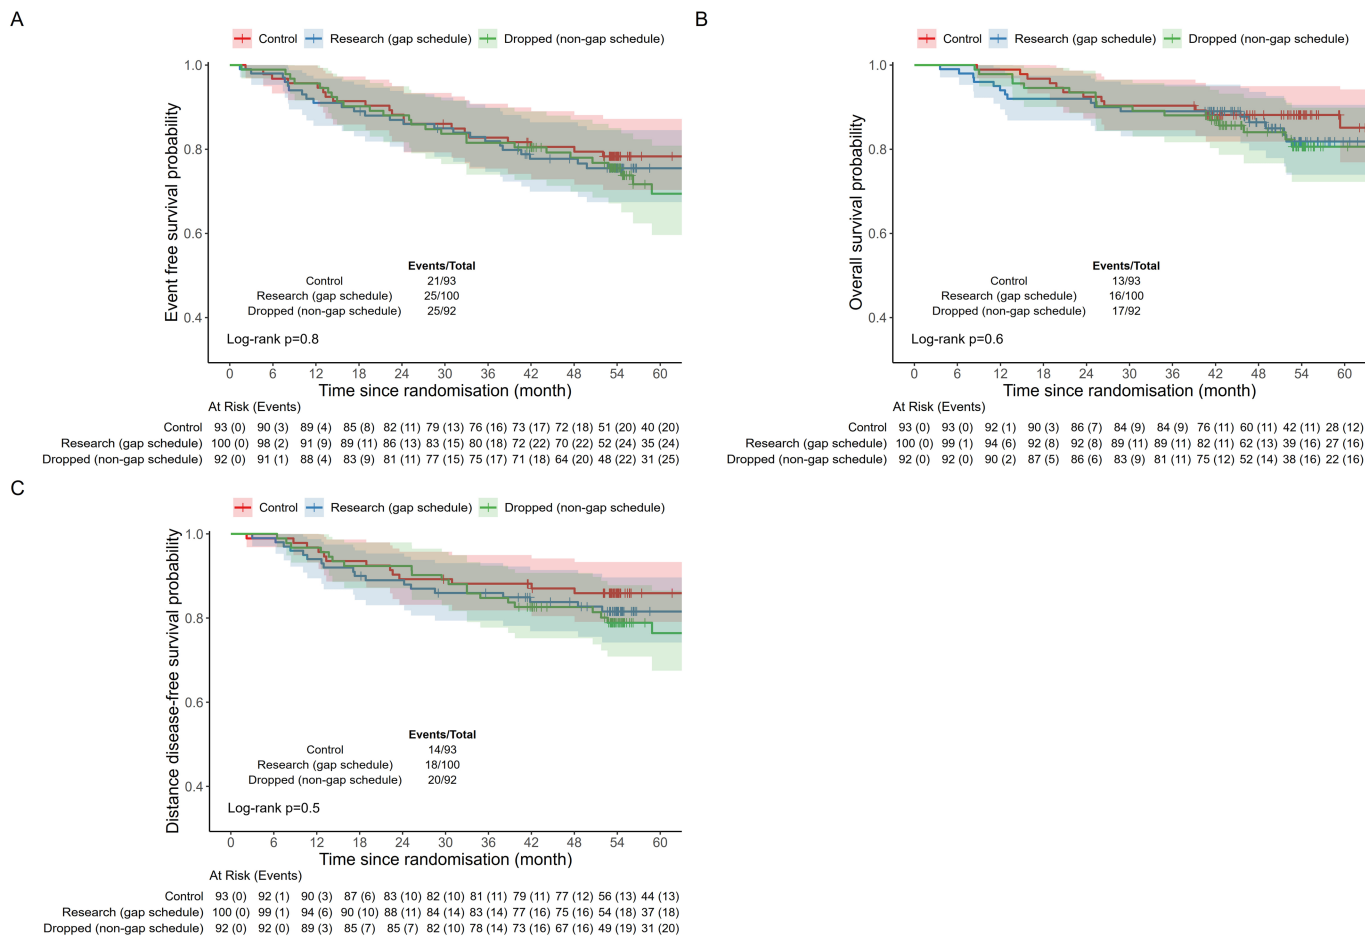 A
Control Research (gap schedule) Dropped (non-gap schedule)
Event free survival probability
1.0
0.8
0.6
0.4
Events/Total
Control 21/93
Research (gap schedule) 25/100
Dropped (non-gap schedule) 25/92
Log-rank p=0.8
0 6 12 18 24 30 36 42 48 54 60
Time since randomisation (month)
At Risk (Events)
Control 93 (0) 90 (3) 89 (4) 85 (8) 82 (11) 79 (13) 76 (16) 73 (17) 72 (18) 51 (20) 40 (20)
Research (gap schedule) 100 (0) 98 (2) 91 (9) 89 (11) 86 (13) 83 (15) 80 (18) 72 (22) 70 (22) 52 (24) 35 (24)
Dropped (non-gap schedule) 92 (0) 91 (1) 88 (4) 83 (9) 81 (11) 77 (15) 75 (17) 71 (18) 64 (20) 48 (22) 31 (25)
B
Control Research (gap schedule) Dropped (non-gap schedule)
Overall survival probability
1.0
0.8
0.6
0.4
Events/Total
Control 13/93
Research (gap schedule) 16/100
Dropped (non-gap schedule) 17/92
Log-rank p=0.6
0 6 12 18 24 30 36 42 48 54 60
Time since randomisation (month)
At Risk (Events)
Control 93 (0) 93 (0) 92 (1) 90 (3) 86 (7) 84 (9) 84 (9) 76 (11) 60 (11) 42 (11) 28 (12)
Research (gap schedule) 100 (0) 99 (1) 94 (6) 92 (8) 92 (8) 89 (11) 89 (11) 82 (11) 62 (13) 39 (16) 27 (16)
Dropped (non-gap schedule) 92 (0) 92 (0) 90 (2) 87 (5) 86 (6) 83 (9) 81 (11) 75 (12) 52 (14) 38 (16) 22 (16)
C
Control Research (gap schedule) Dropped (non-gap schedule)
Distance disease-free survival probability
1.0
0.8
0.6
0.4
Events/Total
Control 14/93
Research (gap schedule) 18/100
Dropped (non-gap schedule) 20/92
Log-rank p=0.5
0 6 12 18 24 30 36 42 48 54 60
Time since randomisation (month)
At Risk (Events)
Control 93 (0) 92 (1) 90 (3) 87 (6) 83 (10) 82 (10) 81 (11) 79 (11) 77 (12) 56 (13) 44 (13)
Research (gap schedule) 100 (0) 99 (1) 94 (6) 90 (10) 88 (11) 84 (14) 83 (14) 77 (16) 75 (16) 54 (18) 37 (18)
Dropped (non-gap schedule) 92 (0) 92 (0) 89 (3) 85 (7) 85 (7) 82 (10) 78 (14) 73 (16) 67 (16) 49 (19) 31 (20)